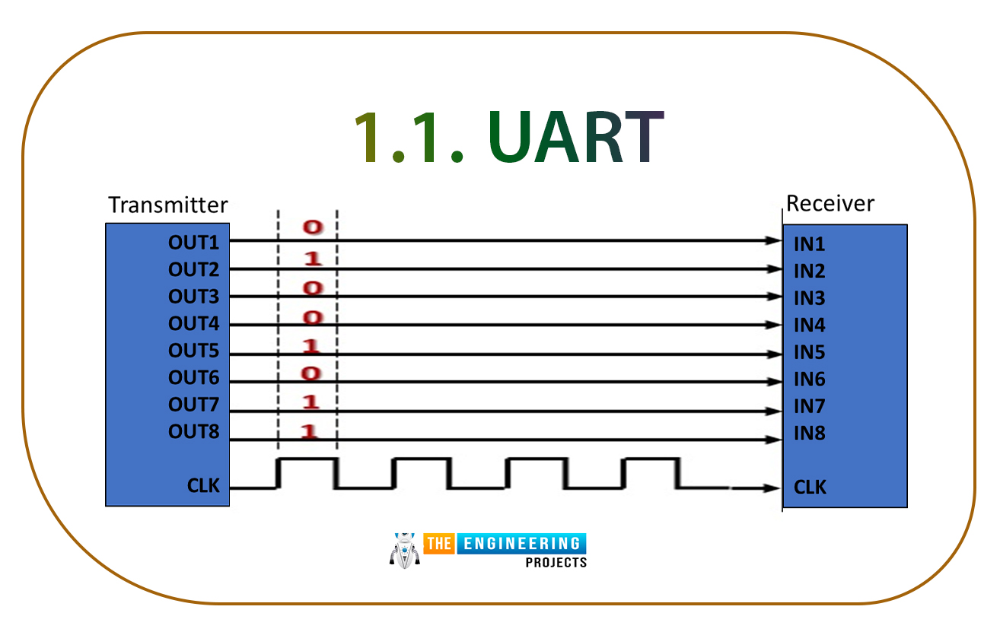 1.1. UART
Transmitter
Receiver
OUT1
0
IN1
OUT2
1
IN2
OUT3
0
IN3
OUT4
0
IN4
OUT5
1
IN5
OUT6
0
IN6
OUT7
1
IN7
OUT8
1
IN8
CLK
CLK
THE ENGINEERING
PROJECTS